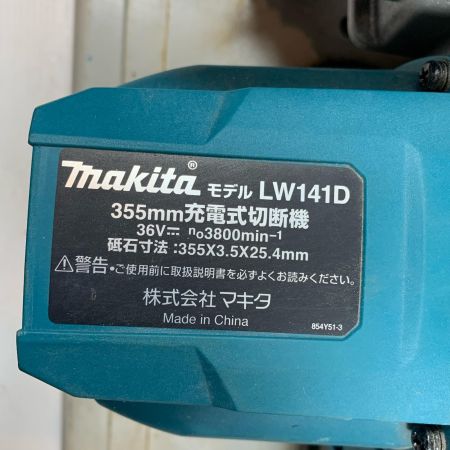 makita® モデル LW141D
355mm充電式切断機
36V⎓ n₀3800min⁻¹
砥石寸法:355X3.5X25.4mm
⚠警告・ご使用前に取扱説明書を必ずよくお読みください。
株式会社 マキタ
Made in China
854Y51-3